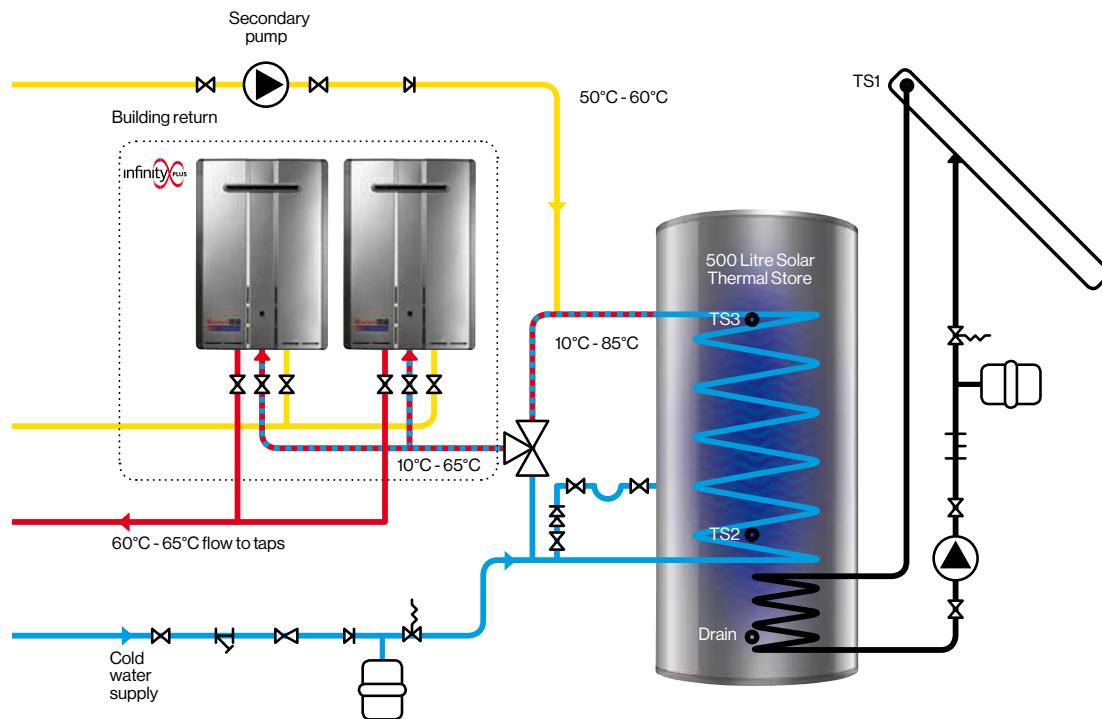 Secondary
pump
TS1
50°C - 60°C
Building return
infinity PLUS
500 Litre Solar
Thermal Store
TS3
10°C - 85°C
10°C - 65°C
TS2
60°C - 65°C flow to taps
Drain
Cold
water
supply